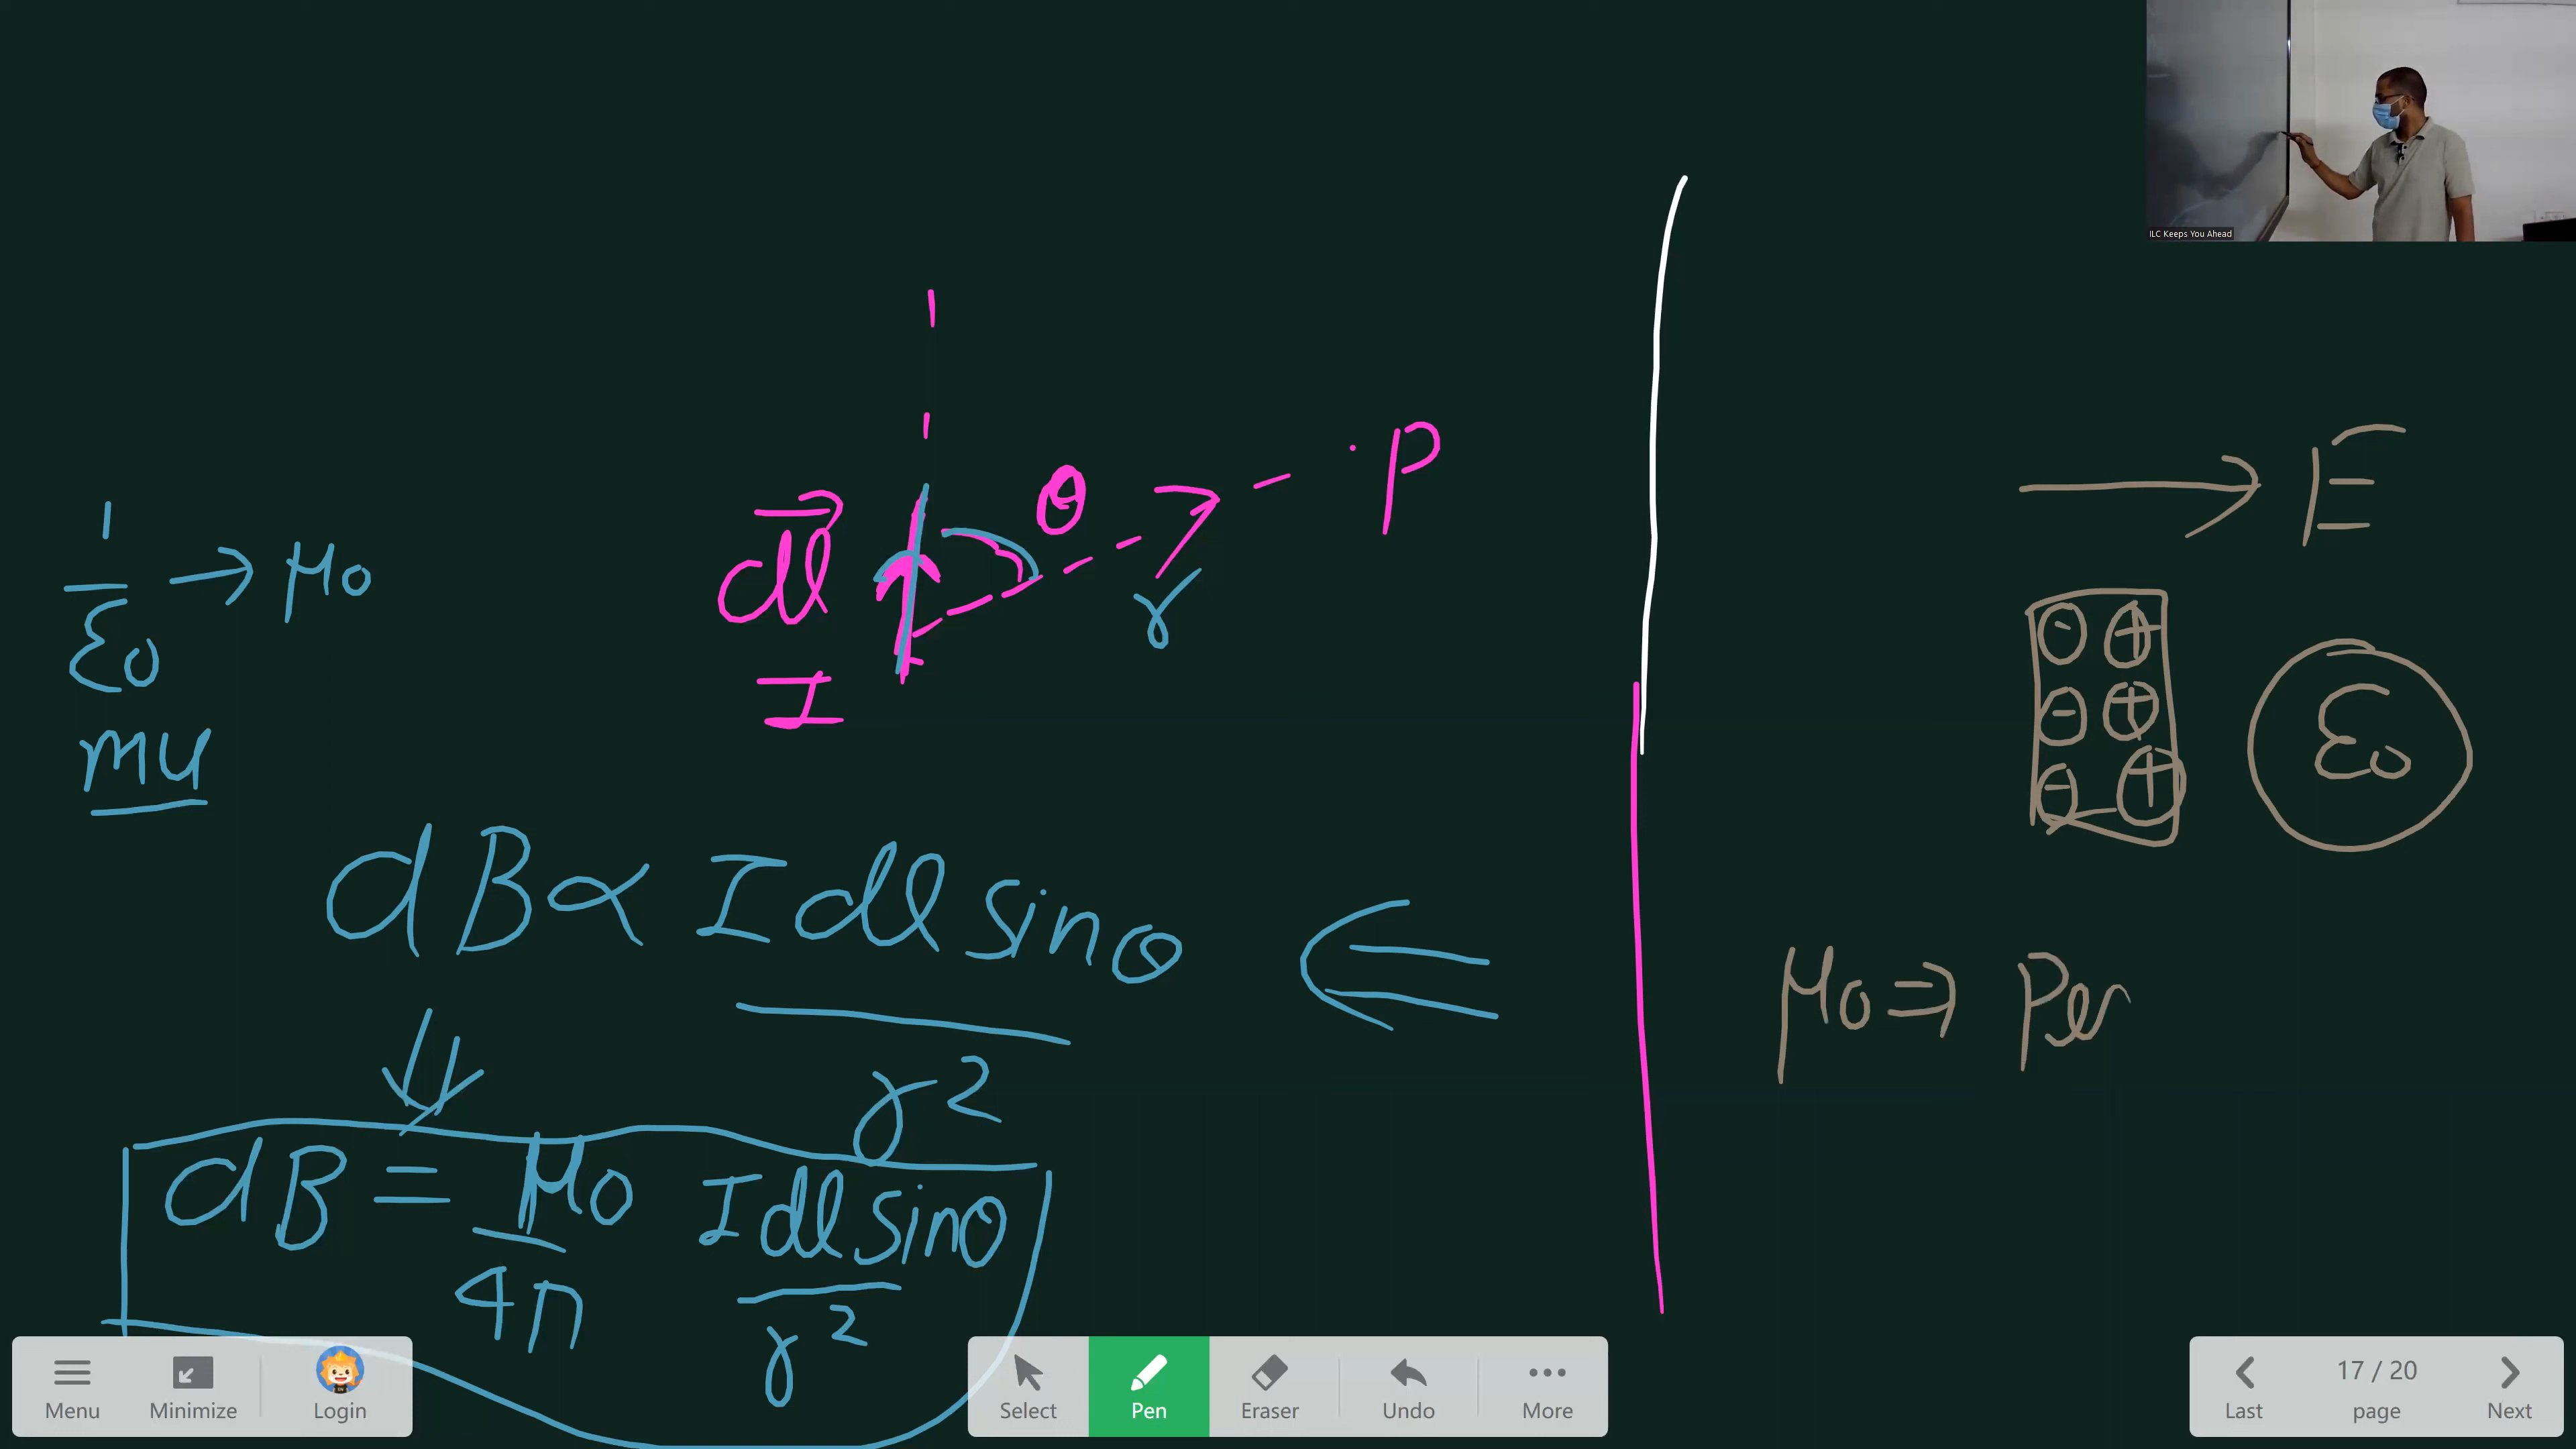 ILC Keeps You Ahead
P
θ
dl
r
I
1
ε0 → μ0
mu
dB ∝ I dl sinθ
r²
dB = μ0 I dl sinθ
4π r²
E
- +
- +
- +
ε0
μ0 ⇒ Per
Menu Minimize Login
Select Pen Eraser Undo More
Last 17 / 20 page Next